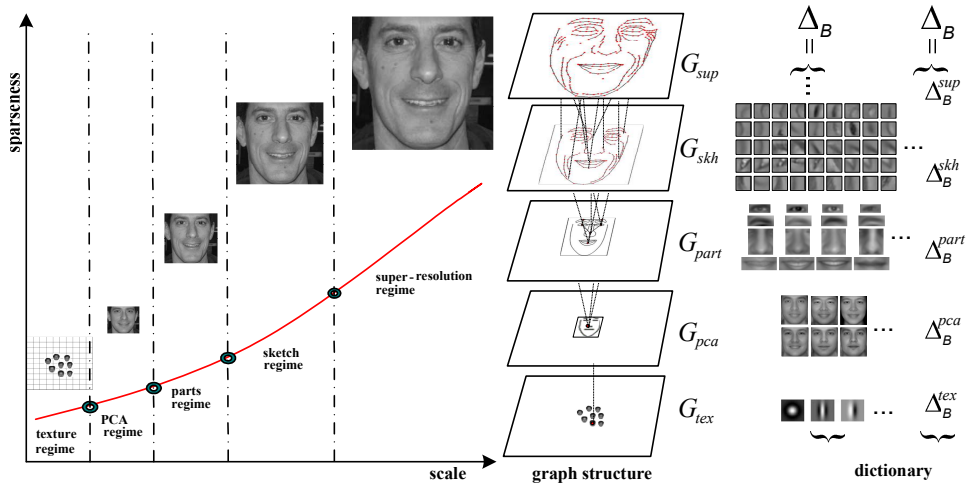 sparseness
texture
regime
PCA
regime
parts
regime
sketch
regime
super-resolution
regime
scale
G_sup
G_skh
G_part
G_pca
G_tex
graph structure
Δ_B
=
...
...
...
...
...
Δ_B
=
Δ_B^sup
Δ_B^skh
Δ_B^part
Δ_B^pca
Δ_B^tex
dictionary